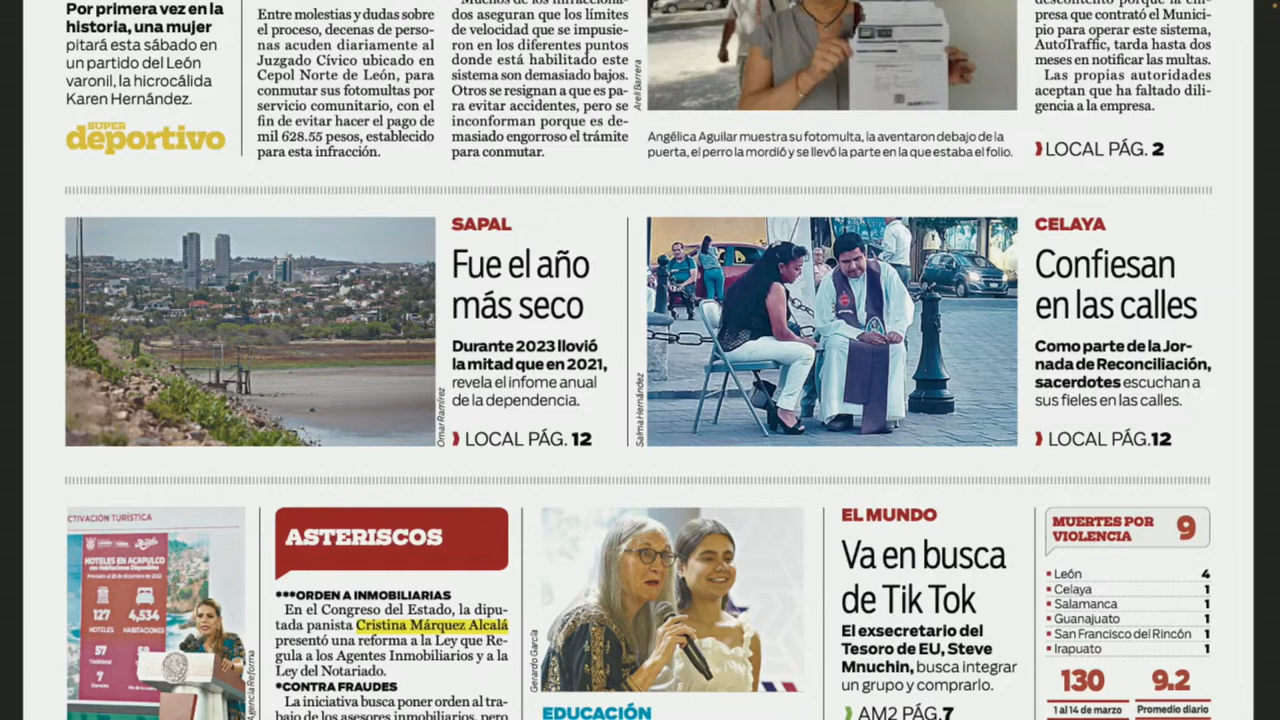 Por primera vez en la
historia, una mujer
pitará esta sábado en
un partido del León
varonil, la hicrocálida
Karen Hernández.
SUPER
deportivo
Entre molestias y dudas sobre
el proceso, decenas de perso-
nas acuden diariamente al
Juzgado Cívico ubicado en
Cepol Norte de León, para
conmutar sus fotomultas por
servicio comunitario, con el
fin de evitar hacer el pago de
mil 628.55 pesos, establecido
para esta infracción.
Muchos de los infracciona-
dos aseguran que los límites
de velocidad que se impusie-
ron en los diferentes puntos
donde está habilitado este
sistema son demasiado bajos.
Otros se resignan a que es pa-
ra evitar accidentes, pero se
inconforman porque es de-
masiado engorroso el trámite
para conmutar.
Areli Barrera
Angélica Aguilar muestra su fotomulta, la aventaron debajo de la
puerta, el perro la mordió y se llevó la parte en la que estaba el folio.
descontento porque la em-
presa que contrató el Munici-
pio para operar este sistema,
AutoTraffic, tarda hasta dos
meses en notificar las multas.
Las propias autoridades
aceptan que ha faltado dili-
gencia a la empresa.
LOCAL PÁG. 2
Omar Ramírez
SAPAL
Fue el año
más seco
Durante 2023 llovió
la mitad que en 2021,
revela el infome anual
de la dependencia.
LOCAL PÁG. 12
Salma Hernández
CELAYA
Confiesan
en las calles
Como parte de la Jor-
nada de Reconciliación,
sacerdotes escuchan a
sus fieles en las calles.
LOCAL PÁG.12
CTIVACIÓN TURÍSTICA
HOTELES EN ACAPULCO
con Habitaciones Disponibles
127
4,534
HOTELES
HABITACIONES
57
7
Agencia Reforma
ASTERISCOS
***ORDEN A INMOBILIARIAS
En el Congreso del Estado, la dipu-
tada panista Cristina Márquez Alcalá
presentó una reforma a la Ley que Re-
gula a los Agentes Inmobiliarios y a la
Ley del Notariado.
*CONTRA FRAUDES
La iniciativa busca poner orden al tra-
bajo de los asesores inmobiliarios, pero
Gerardo García
EDUCACIÓN
EL MUNDO
Va en busca
de Tik Tok
El exsecretario del
Tesoro de EU, Steve
Mnuchin, busca integrar
un grupo y comprarlo.
AM2 PÁG.7
MUERTES POR
VIOLENCIA
9
León 4
Celaya 1
Salamanca 1
Guanajuato 1
San Francisco del Rincón 1
Irapuato 1
130
1 al 14 de marzo
9.2
Promedio diario